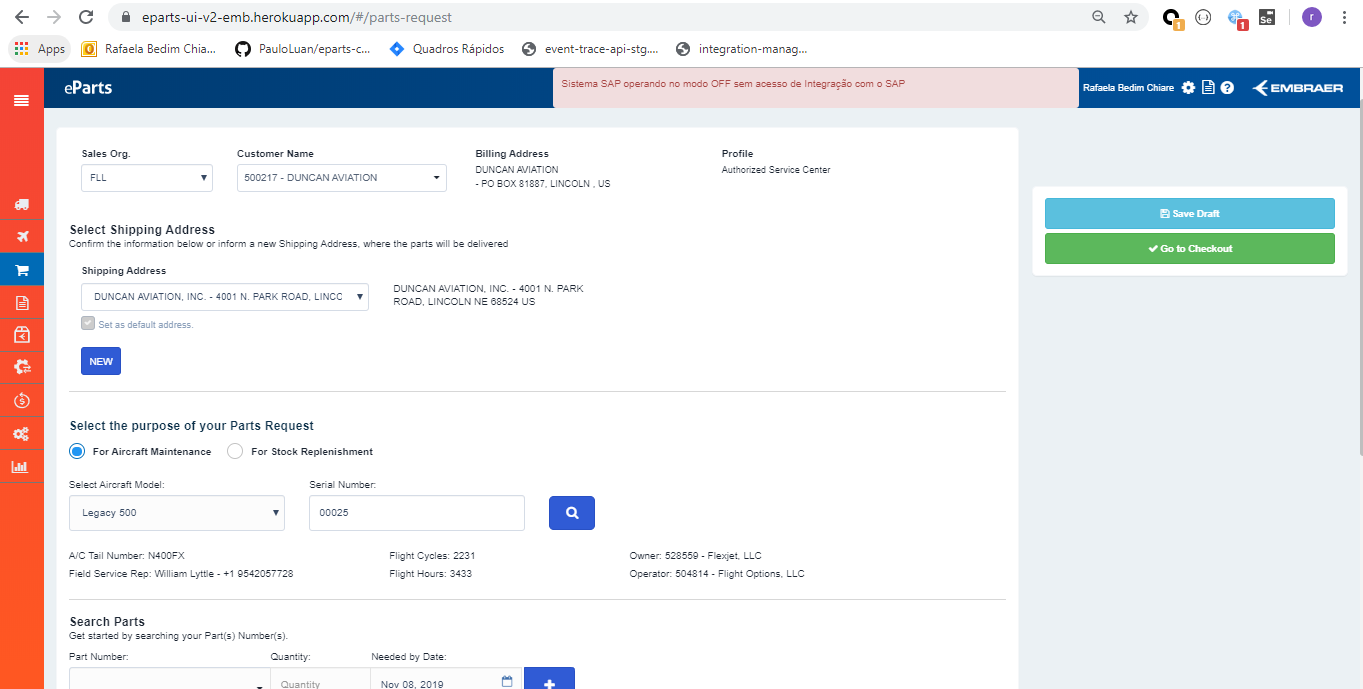 eparts-ui-v2-emb.herokuapp.com/#/parts-request
1
1
Se
r
Apps
Rafaela Bedim Chia...
PauloLuan/eparts-c...
Quadros Rápidos
event-trace-api-stg....
integration-manag...
eParts
Sistema SAP operando no modo OFF sem acesso de Integração com o SAP
Rafaela Bedim Chiare
EMBRAER
Sales Org.
Customer Name
Billing Address
Profile
FLL
500217 - DUNCAN AVIATION
DUNCAN AVIATION
- PO BOX 81887, LINCOLN , US
Authorized Service Center
Save Draft
Go to Checkout
Select Shipping Address
Confirm the information below or inform a new Shipping Address, where the parts will be delivered
Shipping Address
DUNCAN AVIATION, INC. - 4001 N. PARK ROAD, LINCC
DUNCAN AVIATION, INC. - 4001 N. PARK
ROAD, LINCOLN NE 68524 US
Set as default address.
NEW
Select the purpose of your Parts Request
For Aircraft Maintenance
For Stock Replenishment
Select Aircraft Model:
Serial Number:
Legacy 500
00025
A/C Tail Number: N400FX
Flight Cycles: 2231
Owner: 528559 - Flexjet, LLC
Field Service Rep: William Lyttle - +1 9542057728
Flight Hours: 3433
Operator: 504814 - Flight Options, LLC
Search Parts
Get started by searching your Part(s) Number(s).
Part Number:
Quantity:
Needed by Date:
Quantity
Nov 08, 2019